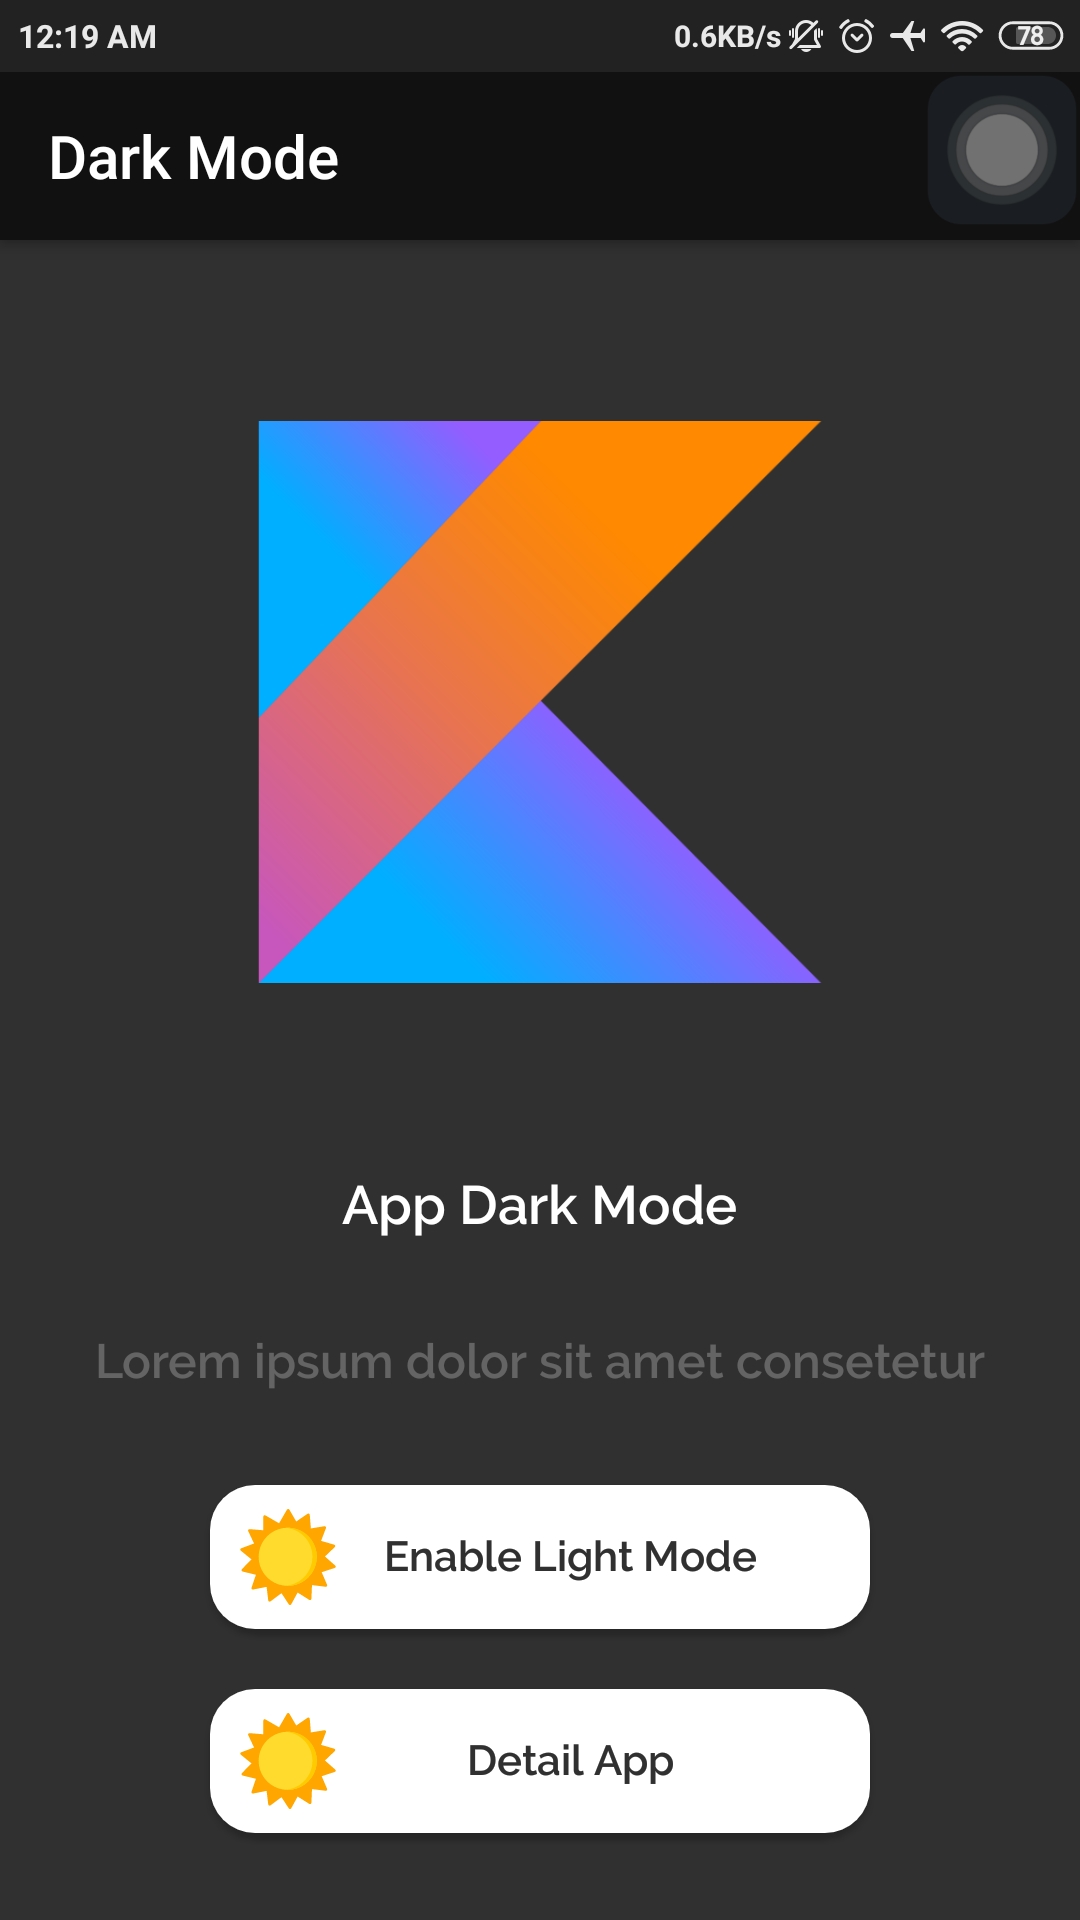 12:19 AM 0.6KB/s 78
Dark Mode
App Dark Mode
Lorem ipsum dolor sit amet consetetur
Enable Light Mode
Detail App